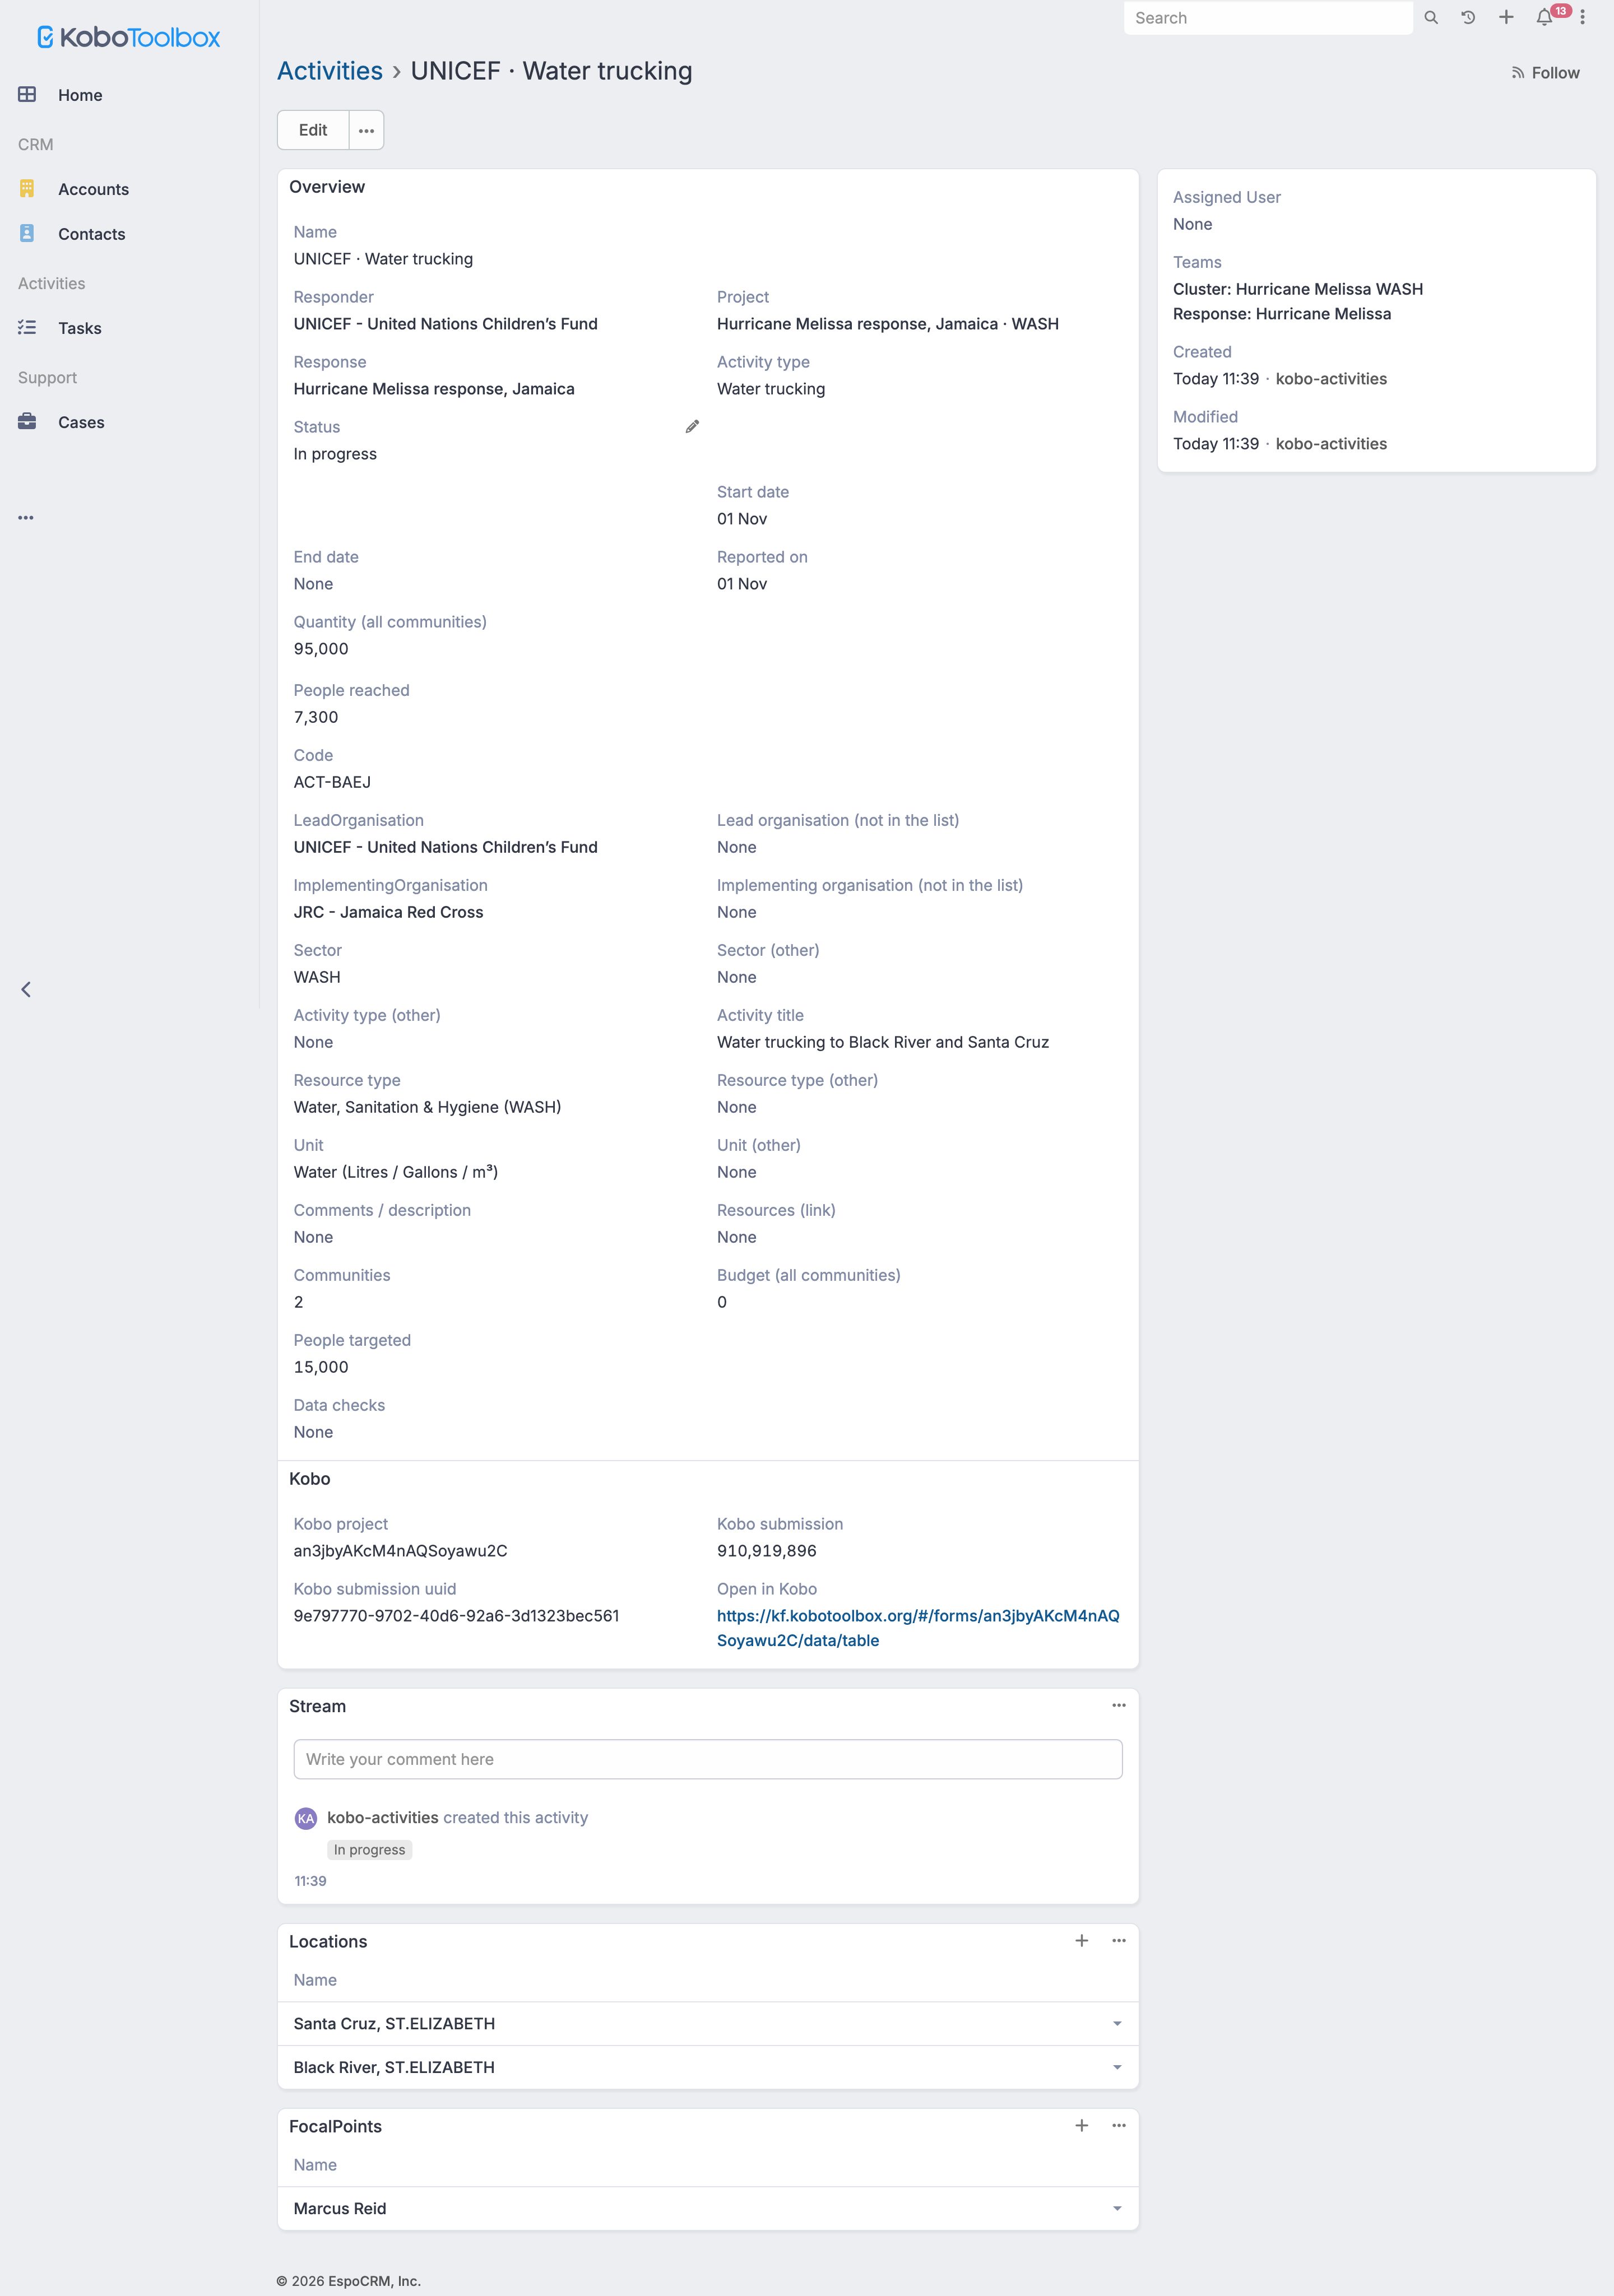 KoboToolbox
Search
13
Home
CRM
Accounts
Contacts
Activities
Tasks
Support
Cases
Activities › UNICEF · Water trucking
Follow
Edit
Overview
Name
UNICEF · Water trucking
Responder
UNICEF - United Nations Children’s Fund
Project
Hurricane Melissa response, Jamaica · WASH
Response
Hurricane Melissa response, Jamaica
Activity type
Water trucking
Status
In progress
Start date
01 Nov
End date
None
Reported on
01 Nov
Quantity (all communities)
95,000
People reached
7,300
Code
ACT-BAEJ
LeadOrganisation
UNICEF - United Nations Children’s Fund
Lead organisation (not in the list)
None
ImplementingOrganisation
JRC - Jamaica Red Cross
Implementing organisation (not in the list)
None
Sector
WASH
Sector (other)
None
Activity type (other)
None
Activity title
Water trucking to Black River and Santa Cruz
Resource type
Water, Sanitation & Hygiene (WASH)
Resource type (other)
None
Unit
Water (Litres / Gallons / m³)
Unit (other)
None
Comments / description
None
Resources (link)
None
Communities
2
Budget (all communities)
0
People targeted
15,000
Data checks
None
Kobo
Kobo project
an3jbyAKcM4nAQSoyawu2C
Kobo submission
910,919,896
Kobo submission uuid
9e797770-9702-40d6-92a6-3d1323bec561
Open in Kobo
https://kf.kobotoolbox.org/#/forms/an3jbyAKcM4nAQ
Soyawu2C/data/table
Stream
Write your comment here
KA
kobo-activities created this activity
In progress
11:39
Locations
Name
Santa Cruz, ST.ELIZABETH
Black River, ST.ELIZABETH
FocalPoints
Name
Marcus Reid
Assigned User
None
Teams
Cluster: Hurricane Melissa WASH
Response: Hurricane Melissa
Created
Today 11:39 · kobo-activities
Modified
Today 11:39 · kobo-activities
© 2026 EspoCRM, Inc.